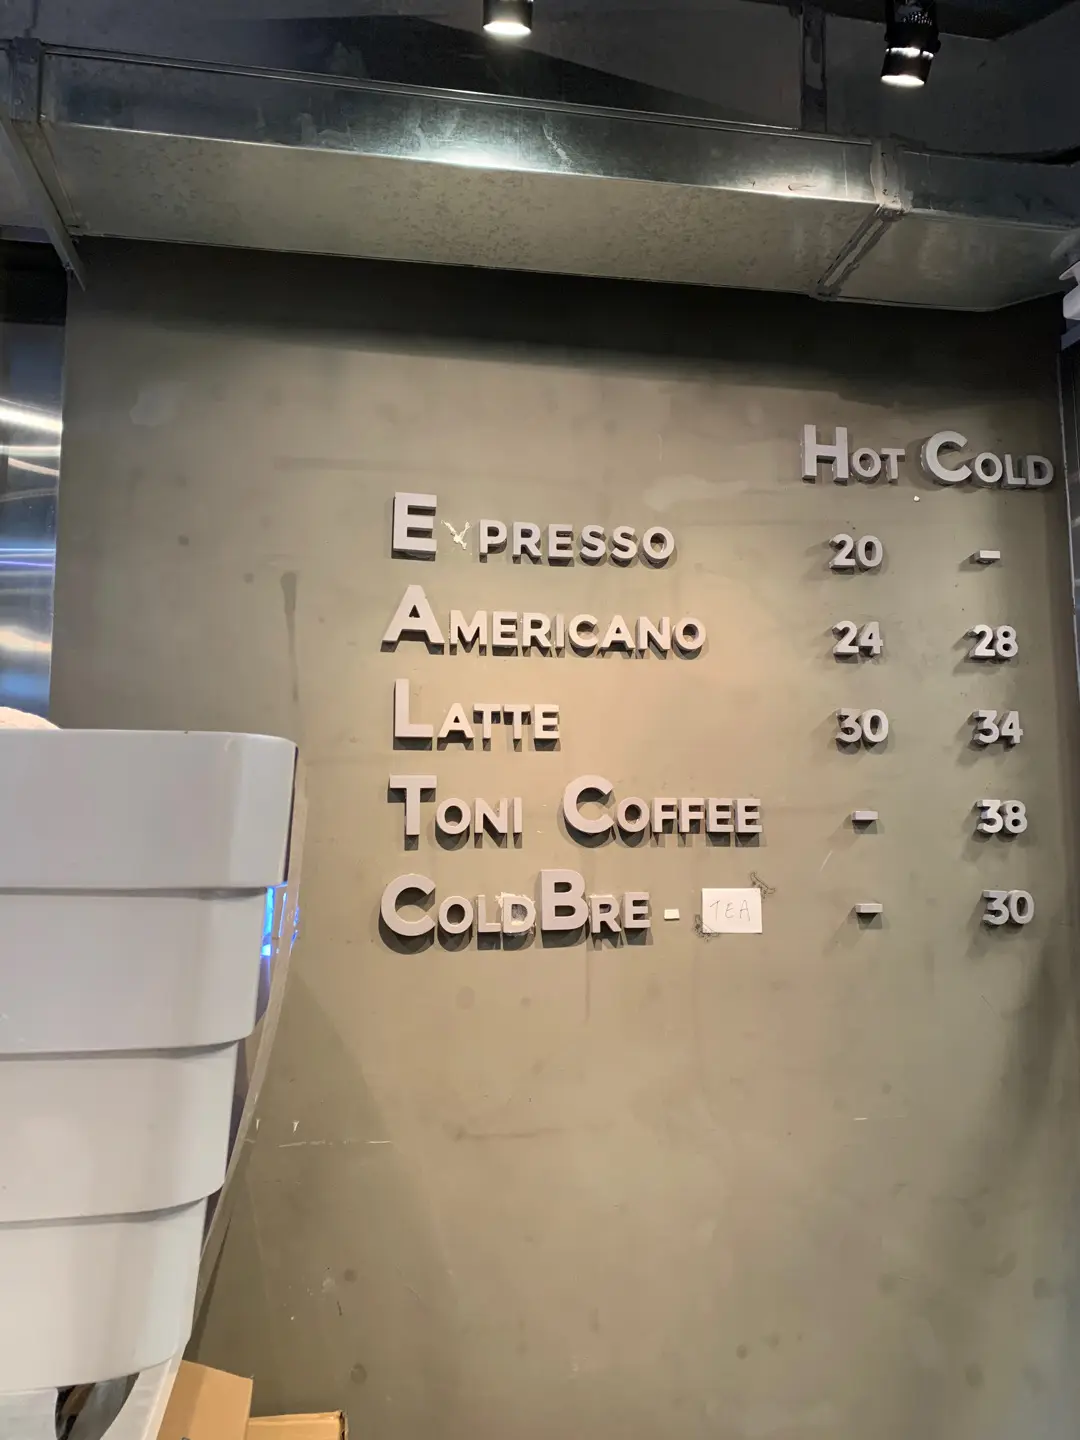 Hot Cold
E presso 20 -
Americano 24 28
Latte 30 34
Toni Coffee - 38
ColdBre - TEA - 30